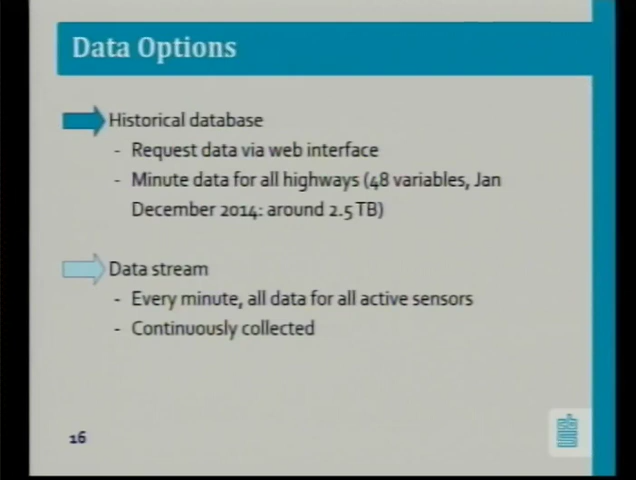 Data Options
Historical database
- Request data via web interface
- Minute data for all highways (48 variables, Jan
December 2014: around 2.5 TB)
Data stream
- Every minute, all data for all active sensors
- Continuously collected
16